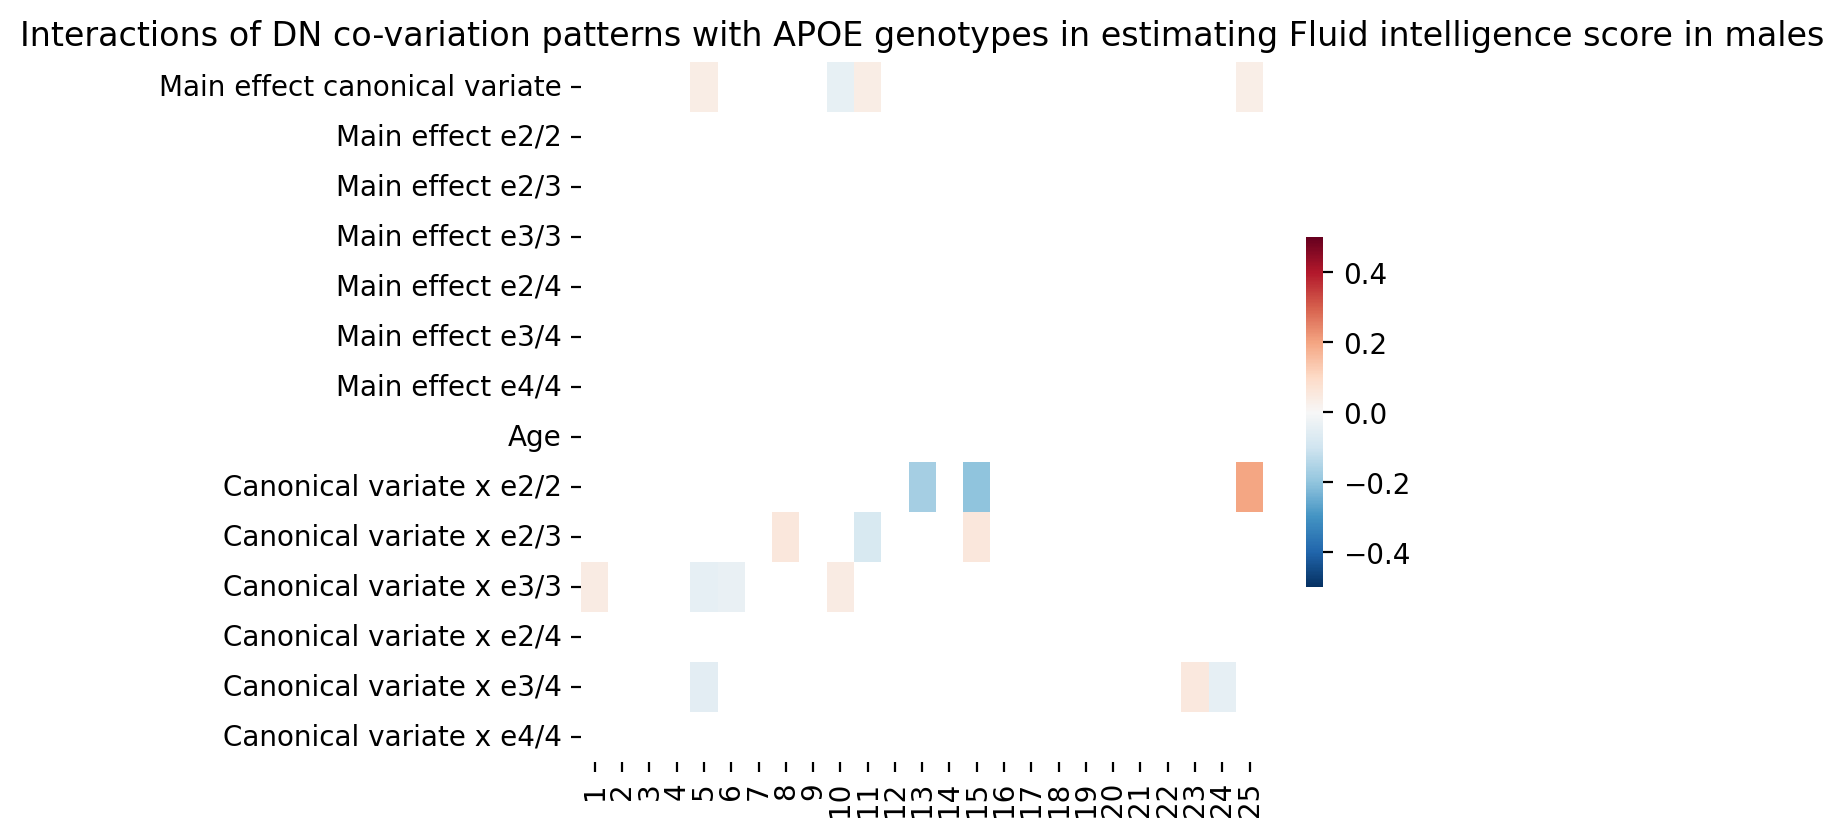 Interactions of DN co-variation patterns with APOE genotypes in estimating Fluid intelligence score in males
Main effect canonical variate
Main effect e2/2
Main effect e2/3
Main effect e3/3
Main effect e2/4
Main effect e3/4
Main effect e4/4
Age
Canonical variate x e2/2
Canonical variate x e2/3
Canonical variate x e3/3
Canonical variate x e2/4
Canonical variate x e3/4
Canonical variate x e4/4
1 2 3 4 5 6 7 8 9 10 11 12 13 14 15 16 17 18 19 20 21 22 23 24 25
0.4
0.2
0.0
−0.2
−0.4